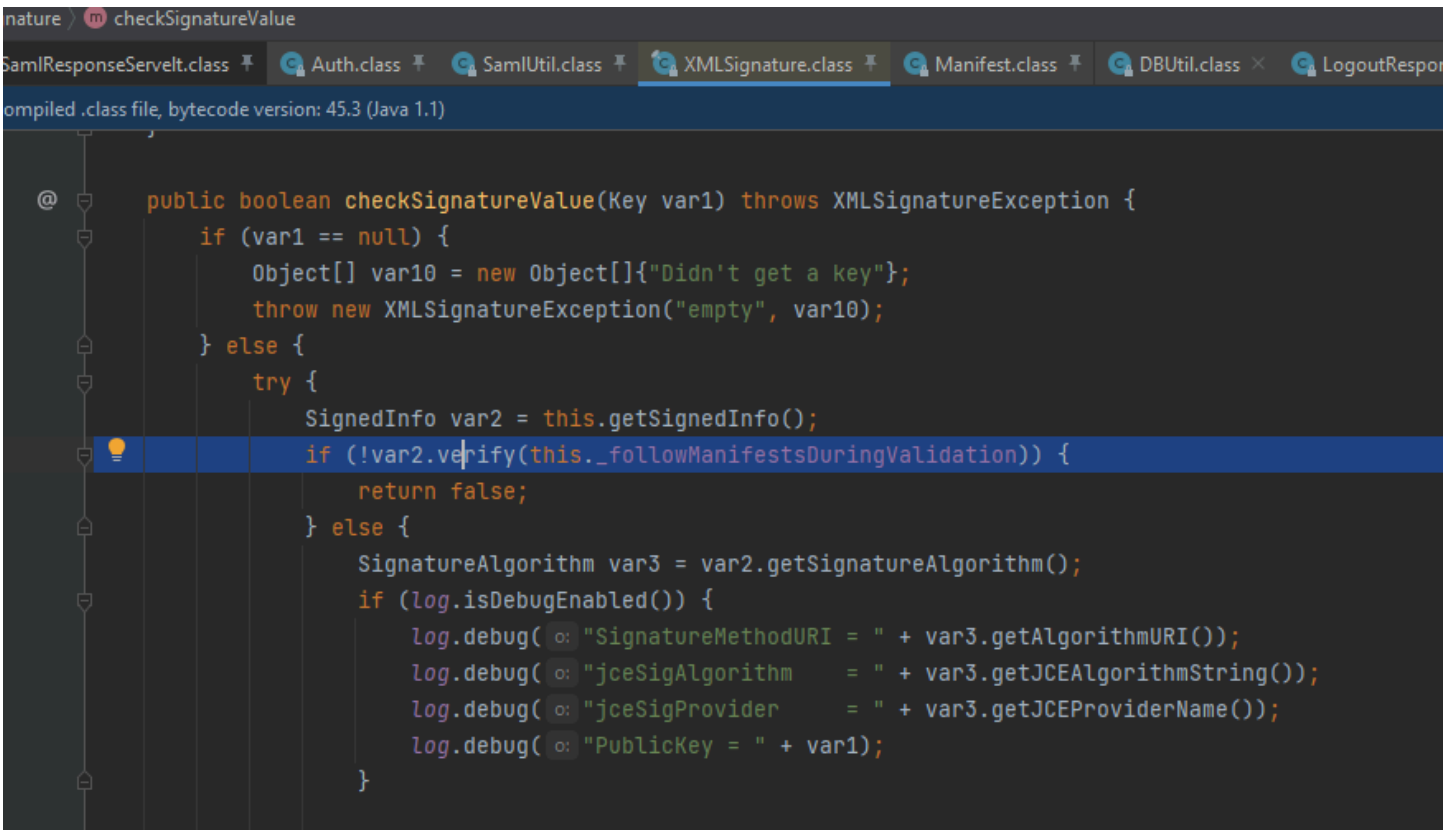 nature 〉 m checkSignatureValue
SamlResponseServelt.class C Auth.class C SamlUtil.class C XMLSignature.class C Manifest.class C DBUtil.class × C LogoutRespor
ompiled .class file, bytecode version: 45.3 (Java 1.1)
}
@ public boolean checkSignatureValue(Key var1) throws XMLSignatureException {
if (var1 == null) {
Object[] var10 = new Object[]{"Didn't get a key"};
throw new XMLSignatureException("empty", var10);
} else {
try {
SignedInfo var2 = this.getSignedInfo();
if (!var2.verify(this._followManifestsDuringValidation)) {
return false;
} else {
SignatureAlgorithm var3 = var2.getSignatureAlgorithm();
if (log.isDebugEnabled()) {
log.debug( o: "SignatureMethodURI = " + var3.getAlgorithmURI());
log.debug( o: "jceSigAlgorithm    = " + var3.getJCEAlgorithmString());
log.debug( o: "jceSigProvider     = " + var3.getJCEProviderName());
log.debug( o: "PublicKey = " + var1);
}